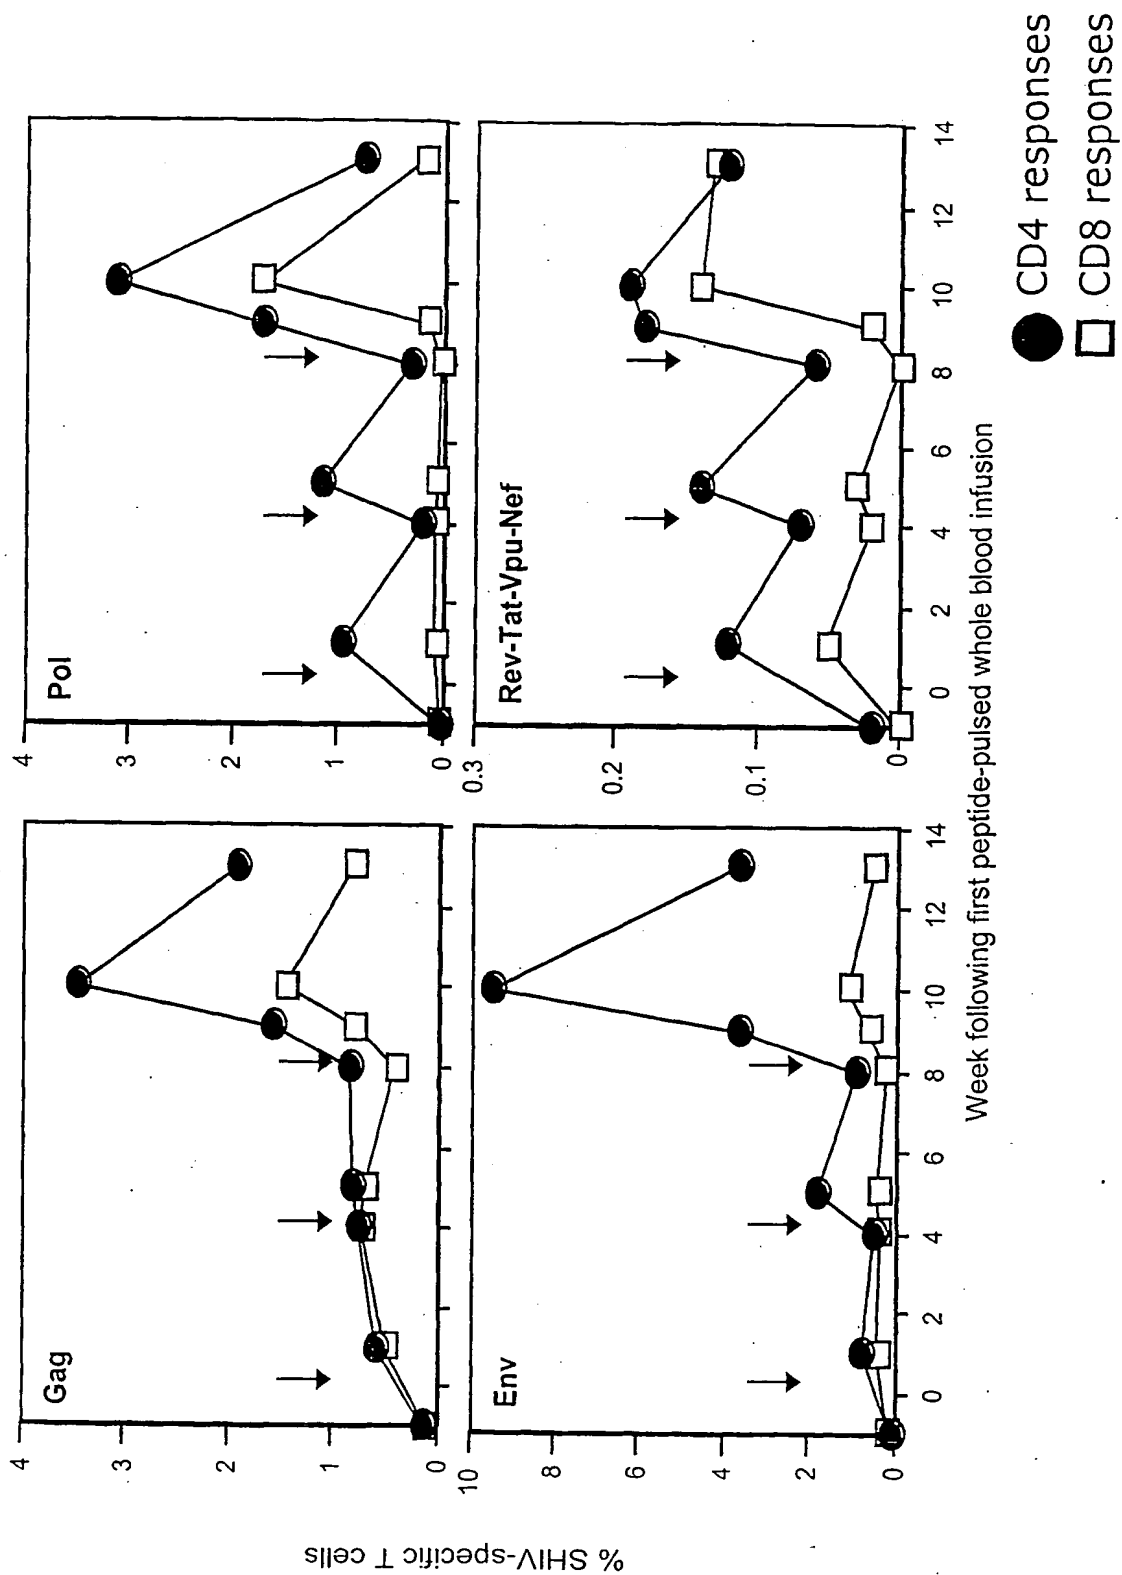 % SHIV-specific T cells
Gag
4
3
2
1
0
Pol
4
3
2
1
0
Env
10
8
6
4
2
0
0 2 4 6 8 10 12 14
Rev-Tat-Vpu-Nef
0.3
0.2
0.1
0
0 2 4 6 8 10 12 14
Week following first peptide-pulsed whole blood infusion
CD4 responses
CD8 responses